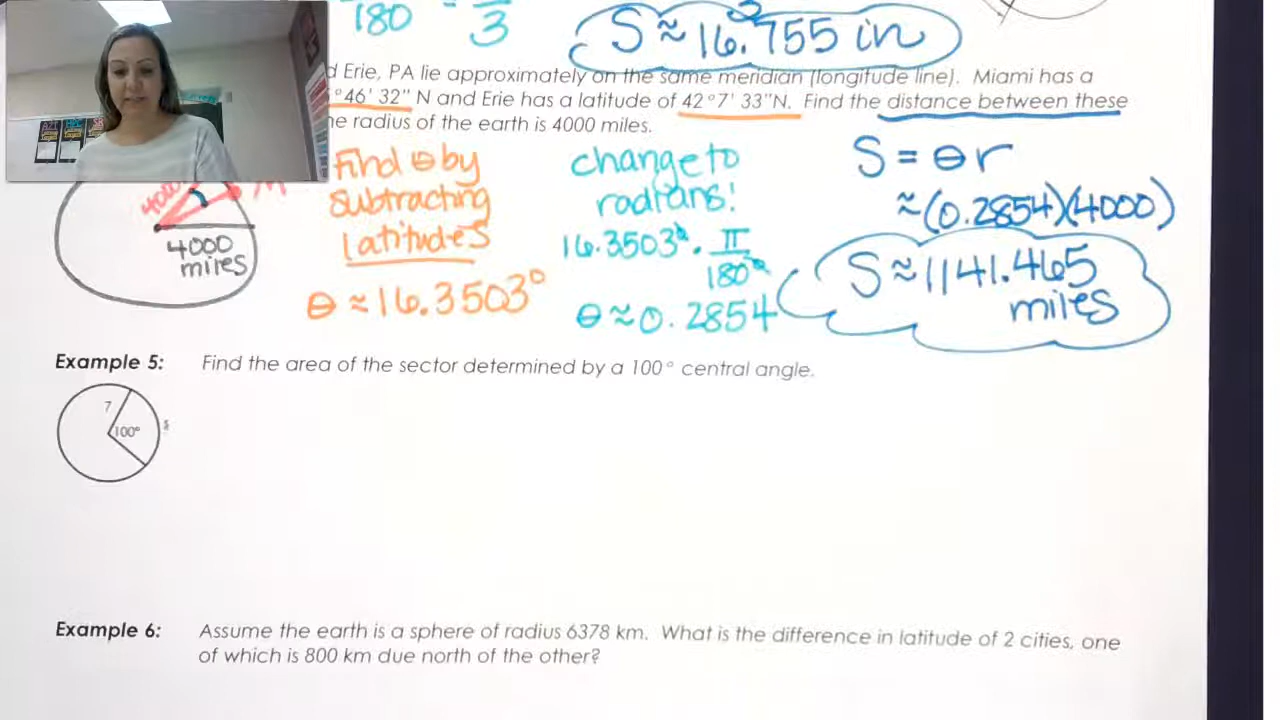 180 = 3
S ≈ 16.755 in
d Erie, PA lie approximately on the same meridian (longitude line). Miami has a
°46' 32" N and Erie has a latitude of 42°7' 33"N. Find the distance between these
e radius of the earth is 4000 miles.
4000
4000 miles
Find θ by subtracting latitudes
θ ≈ 16.3503°
change to radians!
16.3503° · π/180°
θ ≈ 0.2854
S = θr
≈ (0.2854)(4000)
S ≈ 1141.465 miles
Example 5: Find the area of the sector determined by a 100° central angle.
7
100°
s
Example 6: Assume the earth is a sphere of radius 6378 km. What is the difference in latitude of 2 cities, one
of which is 800 km due north of the other?